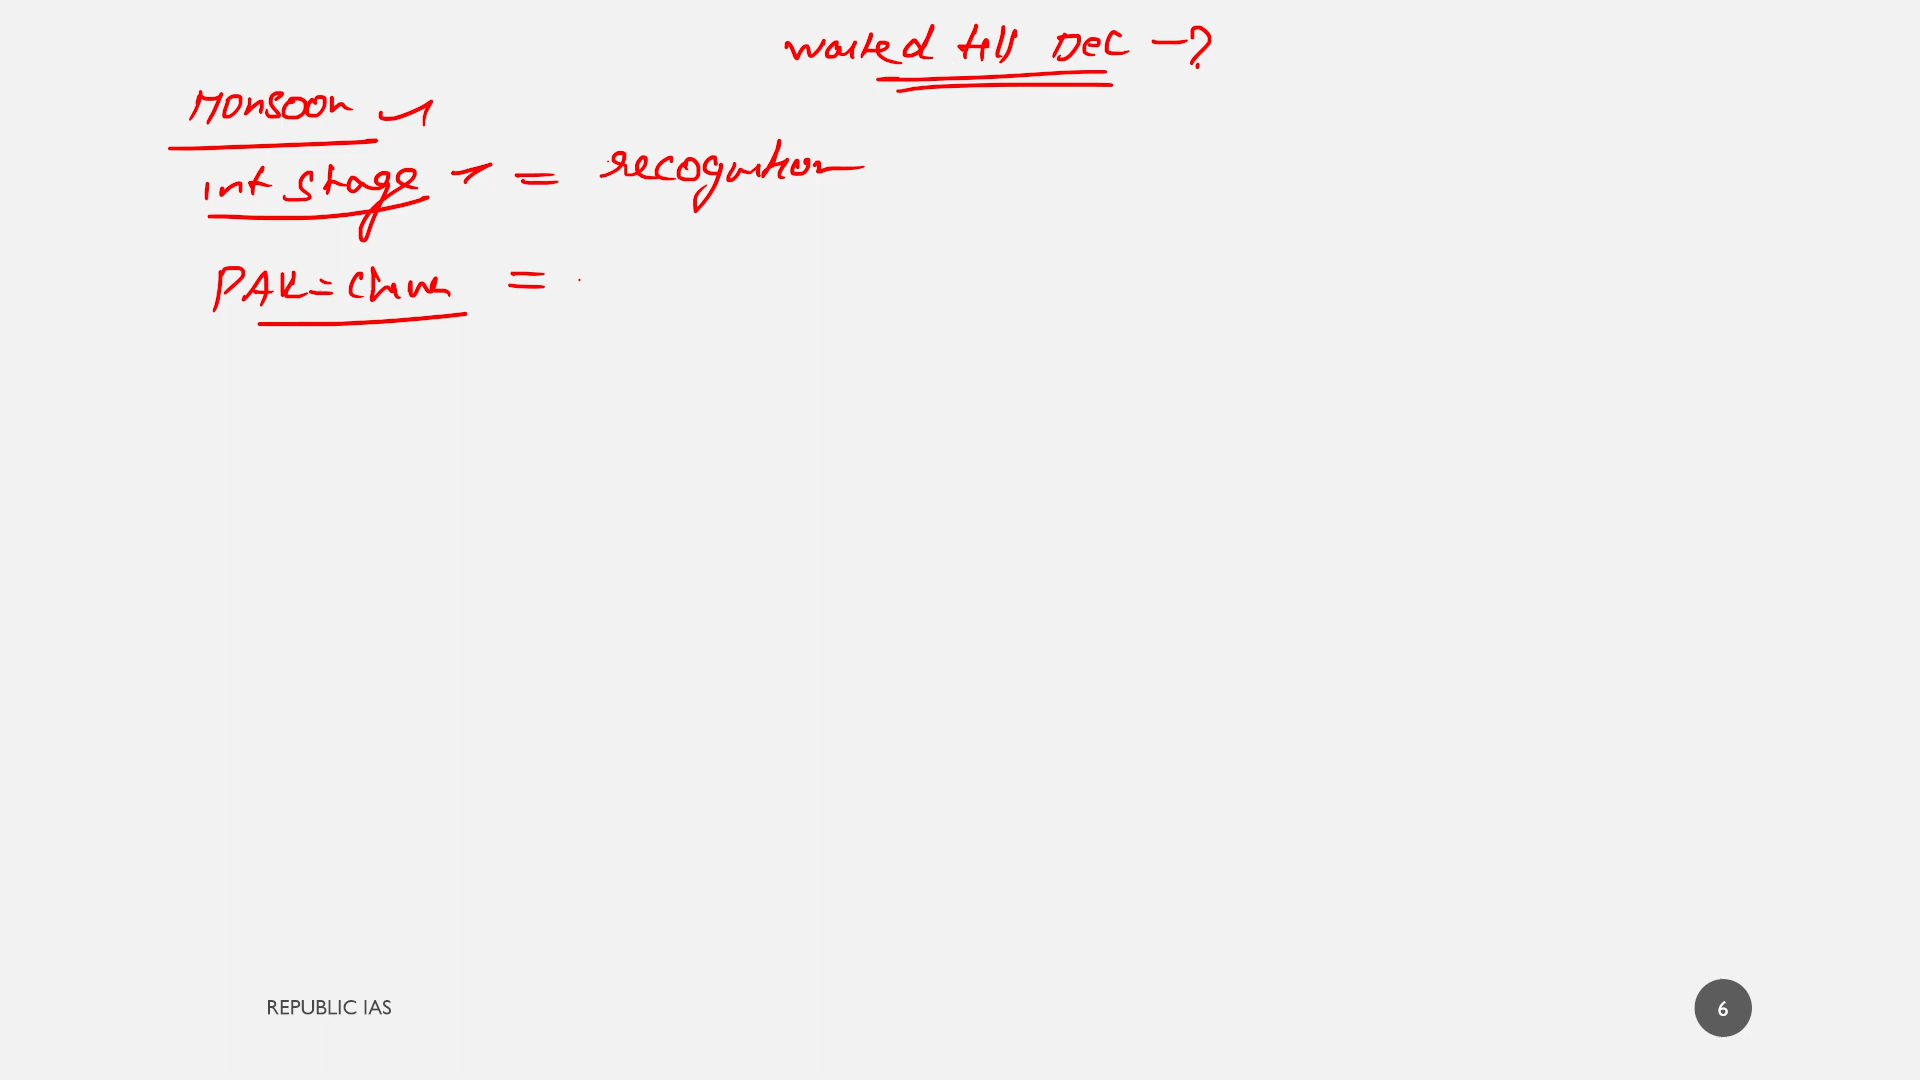 waited till Dec -?
Monsoon ✓
int stage ✓ = recognition
PAK = China =
REPUBLIC IAS
6